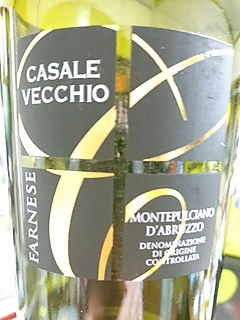 CASALE
VECCHIO
FARNESE
MONTEPULCIANO
D'ABRUZZO
DENOMINAZIONE
DI ORIGINE
CONTROLLATA